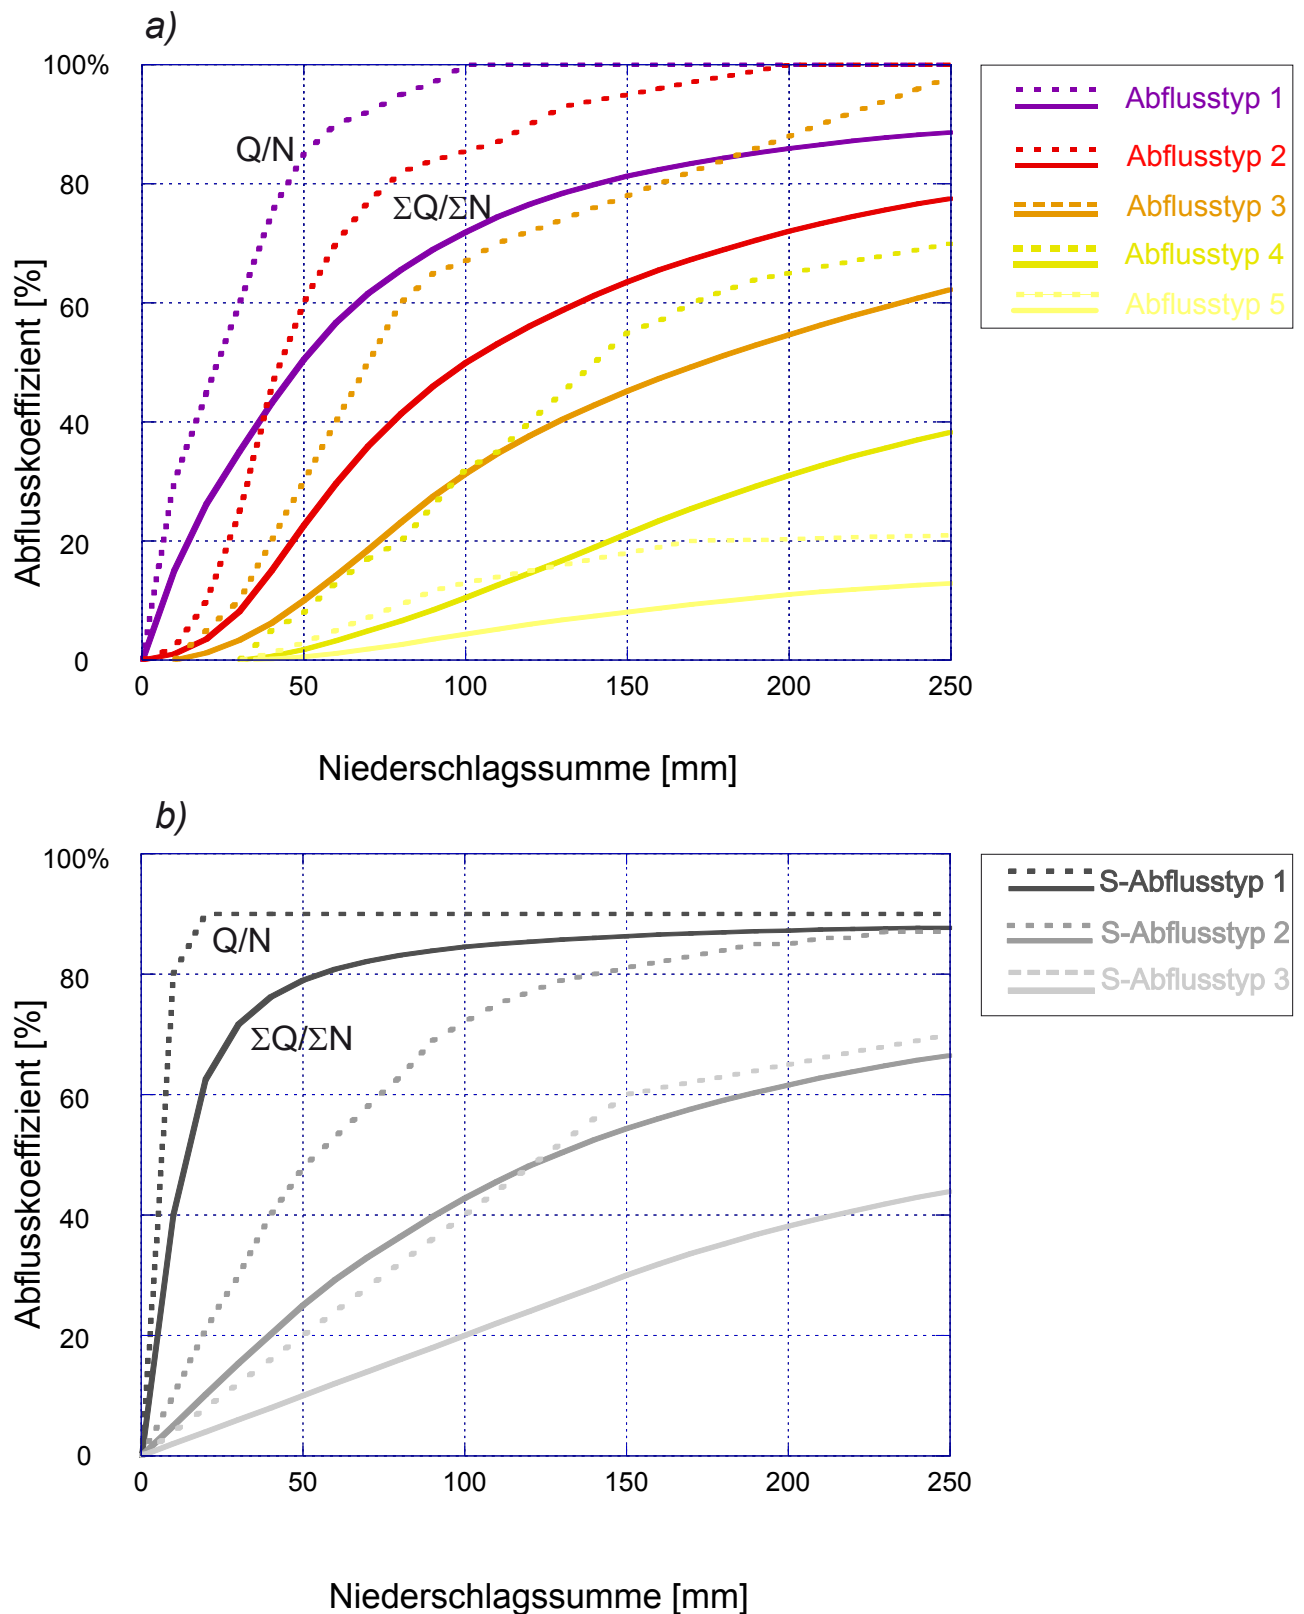 a)
100%
80
60
40
20
0
Abflusskoeffizient [%]
Q/N
ΣQ/ΣN
0 50 100 150 200 250
Niederschlagssumme [mm]
Abflusstyp 1
Abflusstyp 2
Abflusstyp 3
Abflusstyp 4
Abflusstyp 5
b)
100%
80
60
40
20
0
Abflusskoeffizient [%]
Q/N
ΣQ/ΣN
0 50 100 150 200 250
Niederschlagssumme [mm]
S-Abflusstyp 1
S-Abflusstyp 2
S-Abflusstyp 3